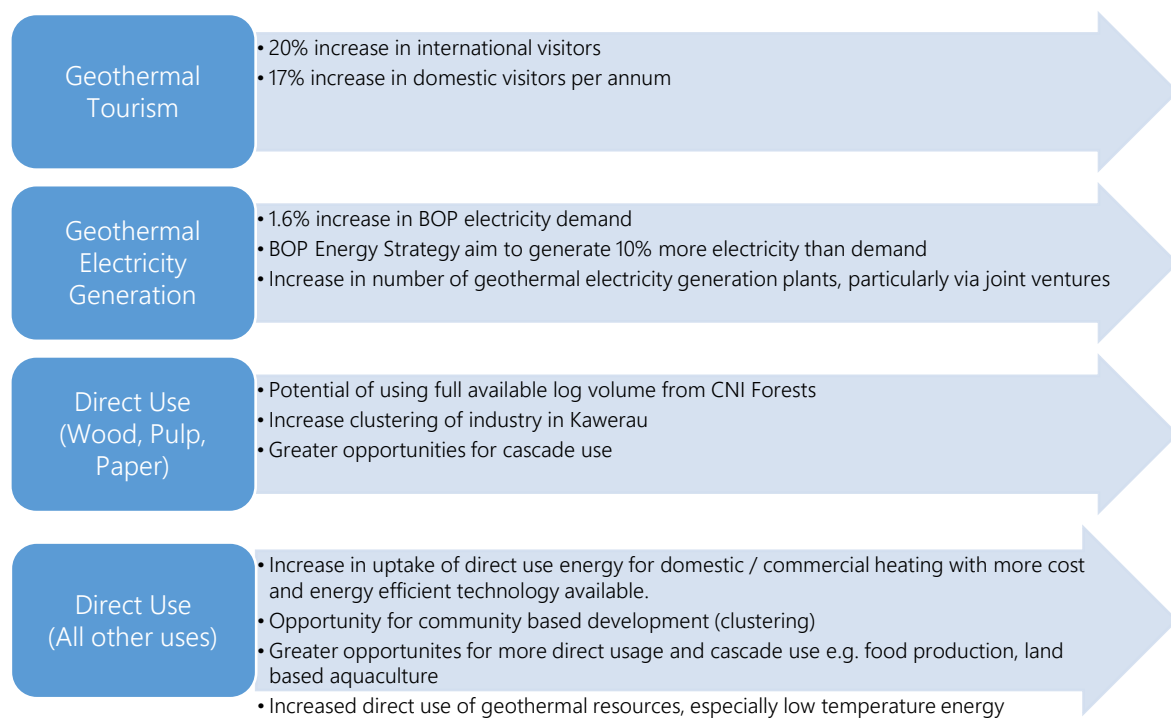 Geothermal
Tourism
• 20% increase in international visitors
• 17% increase in domestic visitors per annum
Geothermal
Electricity
Generation
• 1.6% increase in BOP electricity demand
• BOP Energy Strategy aim to generate 10% more electricity than demand
• Increase in number of geothermal electricity generation plants, particularly via joint ventures
Direct Use
(Wood, Pulp,
Paper)
• Potential of using full available log volume from CNI Forests
• Increase clustering of industry in Kawerau
• Greater opportunities for cascade use
Direct Use
(All other uses)
• Increase in uptake of direct use energy for domestic / commercial heating with more cost
and energy efficient technology available.
• Opportunity for community based development (clustering)
• Greater opportunites for more direct usage and cascade use e.g. food production, land
based aquaculture
• Increased direct use of geothermal resources, especially low temperature energy